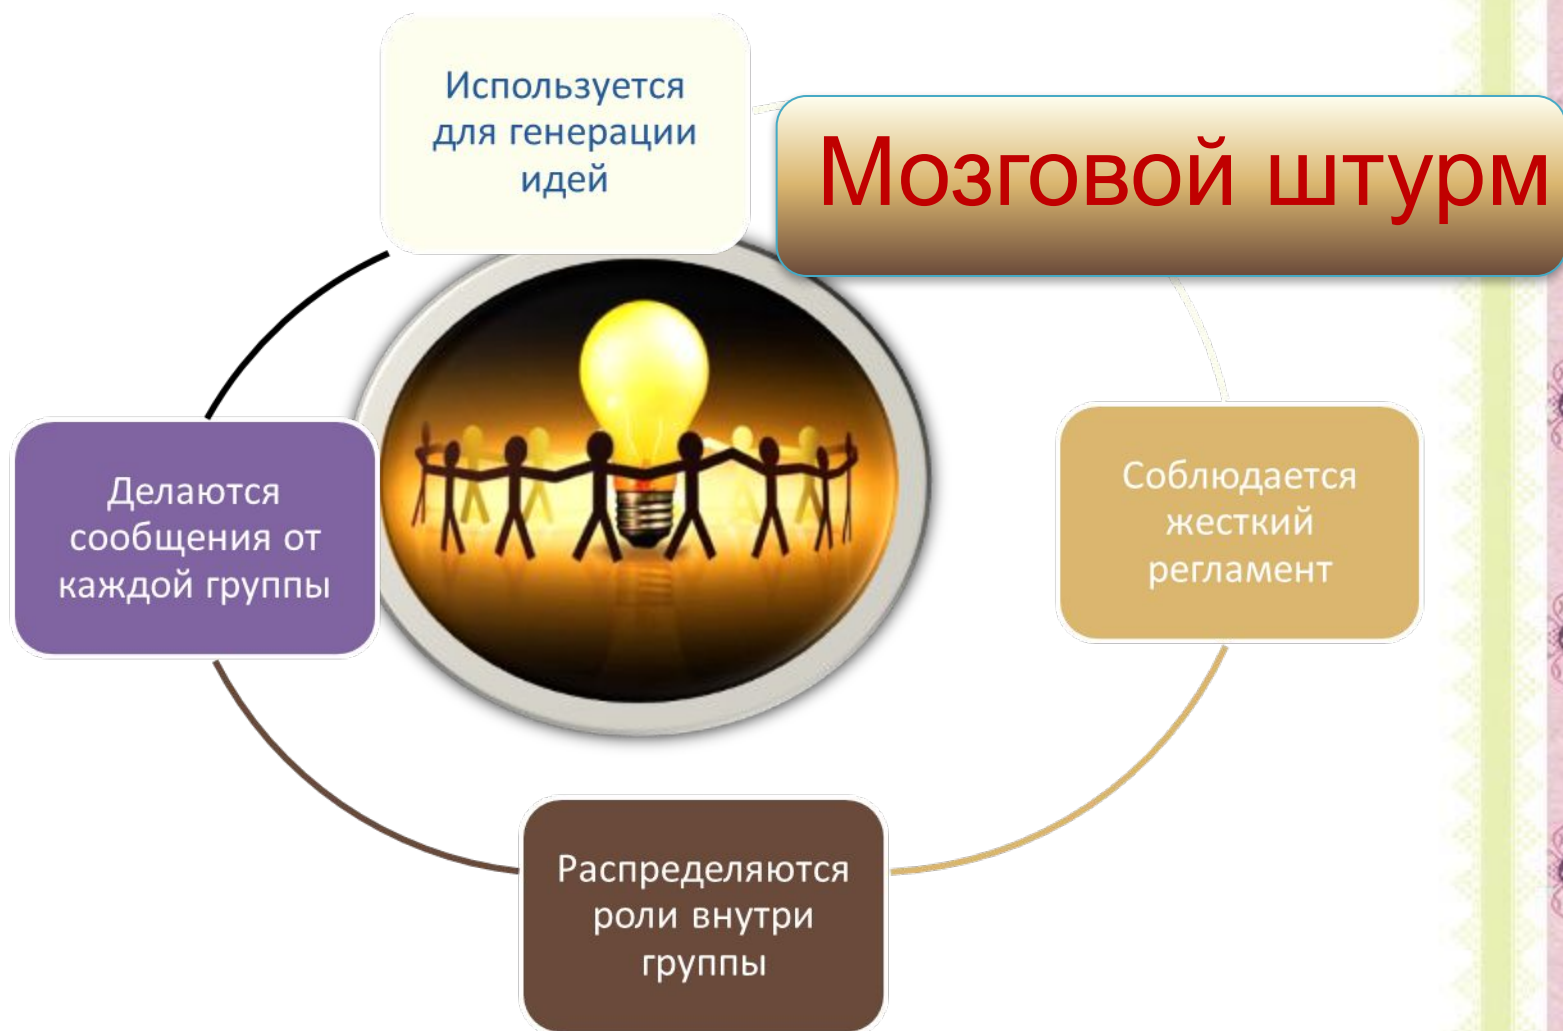 Мозговой штурм
Используется
для генерации
идей
Соблюдается
жесткий
регламент
Распределяются
роли внутри
группы
Делаются
сообщения от
каждой группы